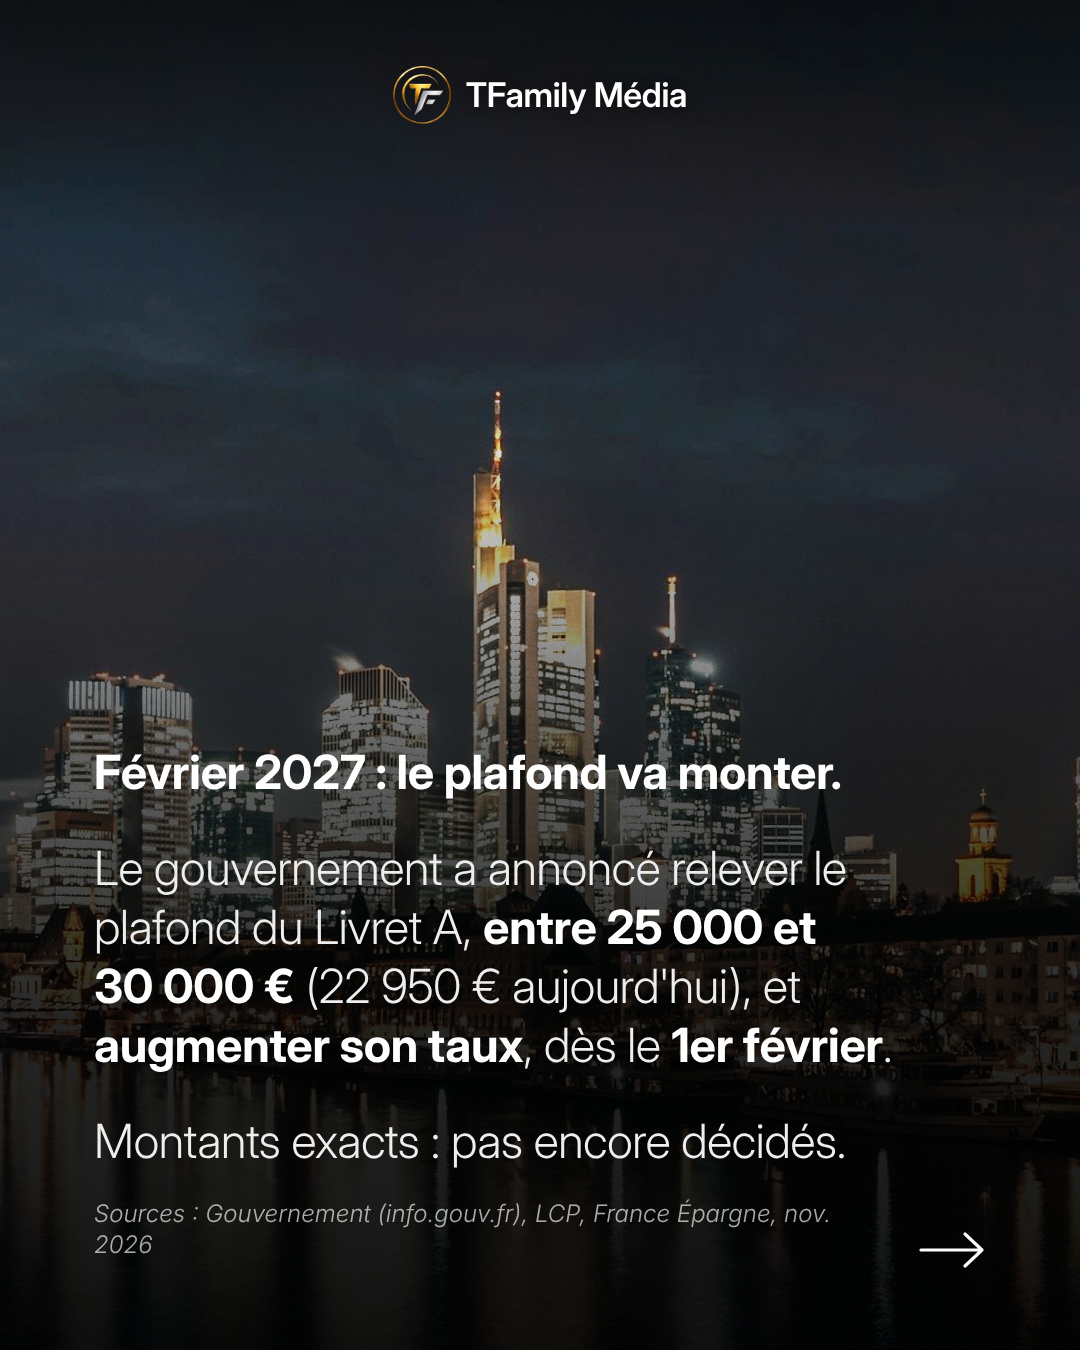 TF TFamily Média
Février 2027 : le plafond va monter.
Le gouvernement a annoncé relever le
plafond du Livret A, entre 25 000 et
30 000 € (22 950 € aujourd'hui), et
augmenter son taux, dès le 1er février.
Montants exacts : pas encore décidés.
Sources : Gouvernement (info.gouv.fr), LCP, France Épargne, nov.
2026